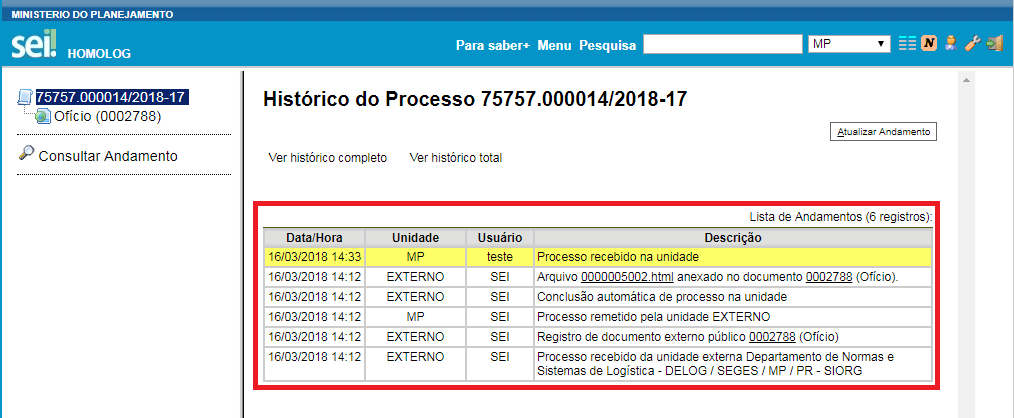 MINISTERIO DO PLANEJAMENTO
sei! HOMOLOG
Para saber+ Menu Pesquisa MP
75757.000014/2018-17
Ofício (0002788)
Consultar Andamento
Histórico do Processo 75757.000014/2018-17
Atualizar Andamento
Ver histórico completo Ver histórico total
Lista de Andamentos (6 registros):
Data/Hora Unidade Usuário Descrição
16/03/2018 14:33 MP teste Processo recebido na unidade
16/03/2018 14:12 EXTERNO SEI Arquivo 0000005002.html anexado no documento 0002788 (Ofício).
16/03/2018 14:12 EXTERNO SEI Conclusão automática de processo na unidade
16/03/2018 14:12 MP SEI Processo remetido pela unidade EXTERNO
16/03/2018 14:12 EXTERNO SEI Registro de documento externo público 0002788 (Ofício)
16/03/2018 14:12 EXTERNO SEI Processo recebido da unidade externa Departamento de Normas e
Sistemas de Logística - DELOG / SEGES / MP / PR - SIORG